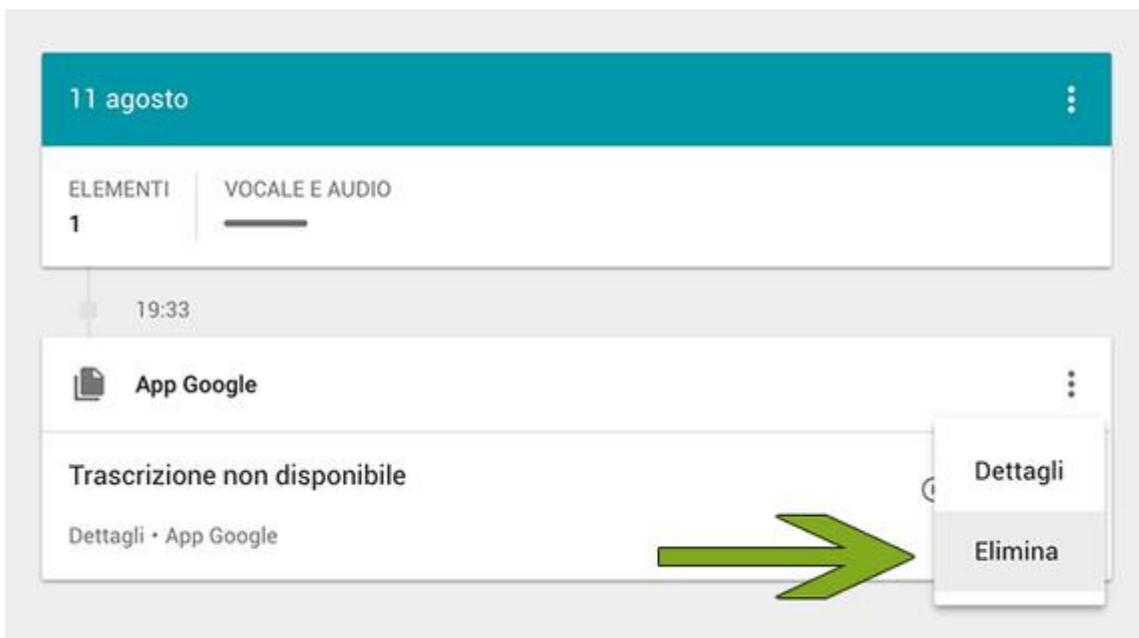 11 agosto
ELEMENTI VOCALE E AUDIO
1
19:33
App Google
Trascrizione non disponibile
Dettagli • App Google
Dettagli
Elimina